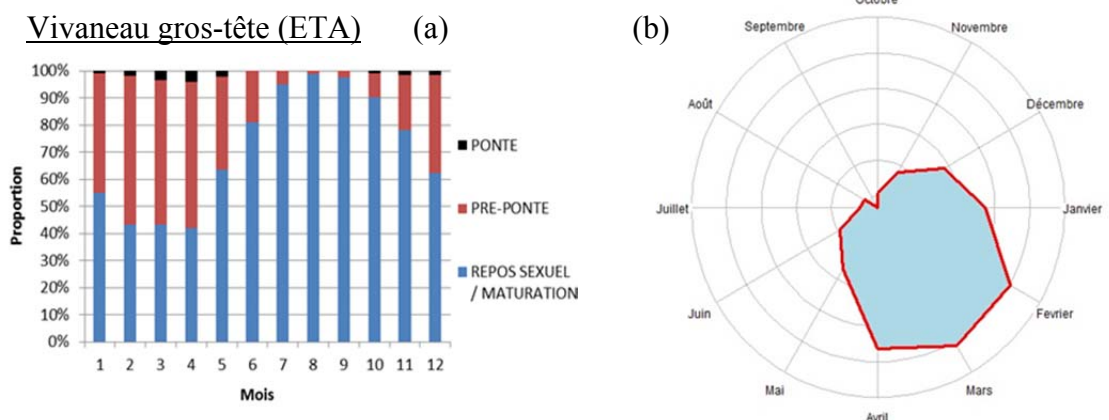 Vivaneau gros-tête (ETA)
(a)
(b)
100%
90%
80%
70%
60%
50%
40%
30%
20%
10%
0%
Proportion
1 2 3 4 5 6 7 8 9 10 11 12
Mois
PONTE
PRE-PONTE
REPOS SEXUEL
/ MATURATION
Octobre
Septembre
Novembre
Août
Décembre
Juillet
Janvier
Juin
Fevrier
Mai
Mars
Avril